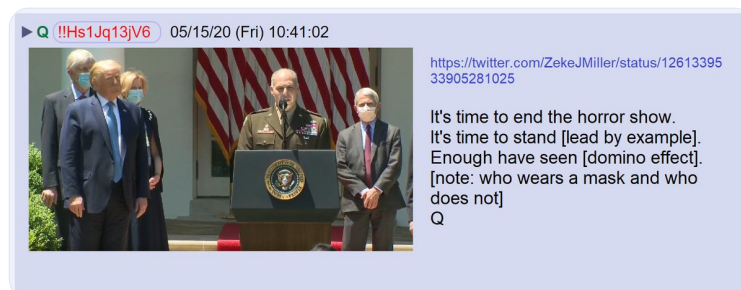 Q !!Hs1Jq13jV6 05/15/20 (Fri) 10:41:02
https://twitter.com/ZekeJMiller/status/12613395
33905281025
It's time to end the horror show.
It's time to stand [lead by example].
Enough have seen [domino effect].
[note: who wears a mask and who
does not]
Q